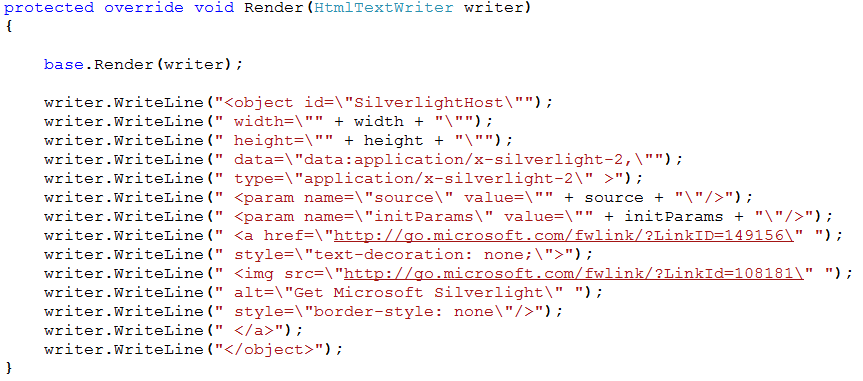 protected override void Render(HtmlTextWriter writer)
{
base.Render(writer);
writer.WriteLine("<object id=\"SilverlightHost\"");
writer.WriteLine(" width=\"" + width + "\"");
writer.WriteLine(" height=\"" + height + "\"");
writer.WriteLine(" data=\"data:application/x-silverlight-2,\"");
writer.WriteLine(" type=\"application/x-silverlight-2\" >");
writer.WriteLine(" <param name=\"source\" value=\"" + source + "\"/>");
writer.WriteLine(" <param name=\"initParams\" value=\"" + initParams + "\"/>");
writer.WriteLine(" <a href=\"http://go.microsoft.com/fwlink/?LinkID=149156\" ");
writer.WriteLine(" style=\"text-decoration: none;\">");
writer.WriteLine(" <img src=\"http://go.microsoft.com/fwlink/?LinkId=108181\" ");
writer.WriteLine(" alt=\"Get Microsoft Silverlight\" ");
writer.WriteLine(" style=\"border-style: none\"/>");
writer.WriteLine(" </a>");
writer.WriteLine("</object>");
}